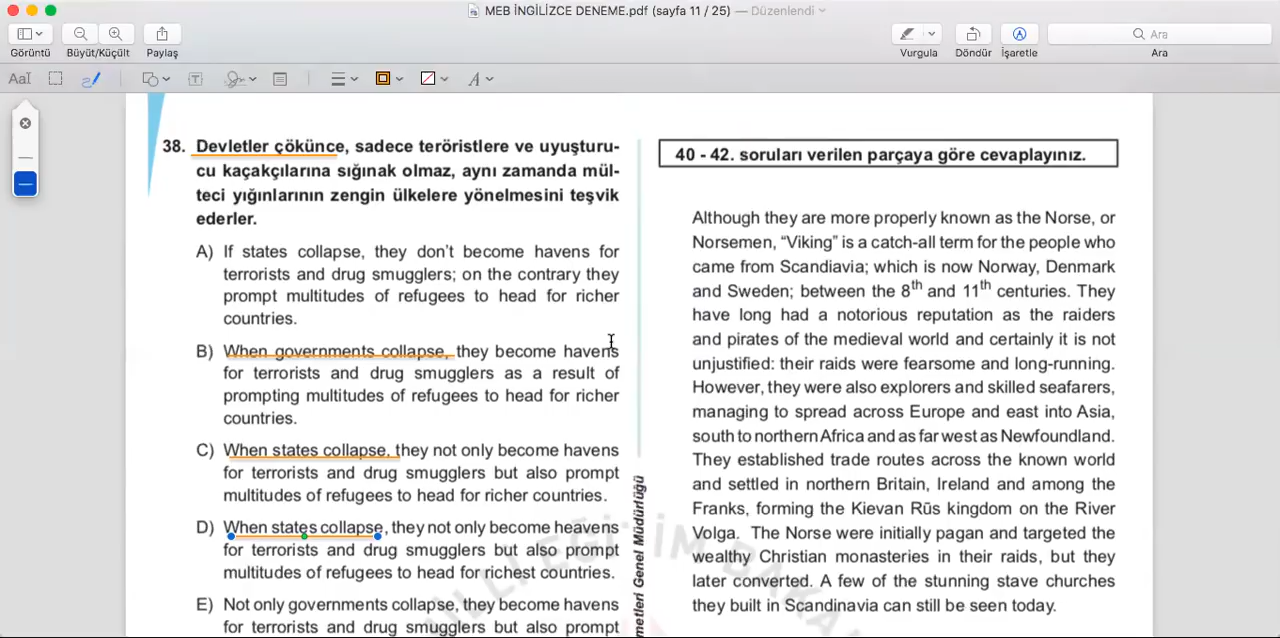 MEB İNGİLİZCE DENEME.pdf (sayfa 11 / 25) — Düzenlendi
Görüntü
Büyüt/Küçült
Paylaş
Vurgula
Döndür
İşaretle
Ara
Ara
AaI
T
A
38. Devletler çökünce, sadece teröristlere ve uyuşturu-
cu kaçakçılarına sığınak olmaz, aynı zamanda mül-
teci yığınlarının zengin ülkelere yönelmesini teşvik
ederler.
A) If states collapse, they don't become havens for
terrorists and drug smugglers; on the contrary they
prompt multitudes of refugees to head for richer
countries.
B) When governments collapse, they become havens
for terrorists and drug smugglers as a result of
prompting multitudes of refugees to head for richer
countries.
C) When states collapse, they not only become havens
for terrorists and drug smugglers but also prompt
multitudes of refugees to head for richer countries.
D) When states collapse, they not only become heavens
for terrorists and drug smugglers but also prompt
multitudes of refugees to head for richest countries.
E) Not only governments collapse, they become havens
for terrorists and drug smugglers but also prompt
metleri Genel Müdürlüğü
MİLLİ EĞİTİM BAKAN
40 - 42. soruları verilen parçaya göre cevaplayınız.
Although they are more properly known as the Norse, or
Norsemen, “Viking” is a catch-all term for the people who
came from Scandiavia; which is now Norway, Denmark
and Sweden; between the 8th and 11th centuries. They
have long had a notorious reputation as the raiders
and pirates of the medieval world and certainly it is not
unjustified: their raids were fearsome and long-running.
However, they were also explorers and skilled seafarers,
managing to spread across Europe and east into Asia,
south to northern Africa and as far west as Newfoundland.
They established trade routes across the known world
and settled in northern Britain, Ireland and among the
Franks, forming the Kievan Rūs kingdom on the River
Volga. The Norse were initially pagan and targeted the
wealthy Christian monasteries in their raids, but they
later converted. A few of the stunning stave churches
they built in Scandinavia can still be seen today.